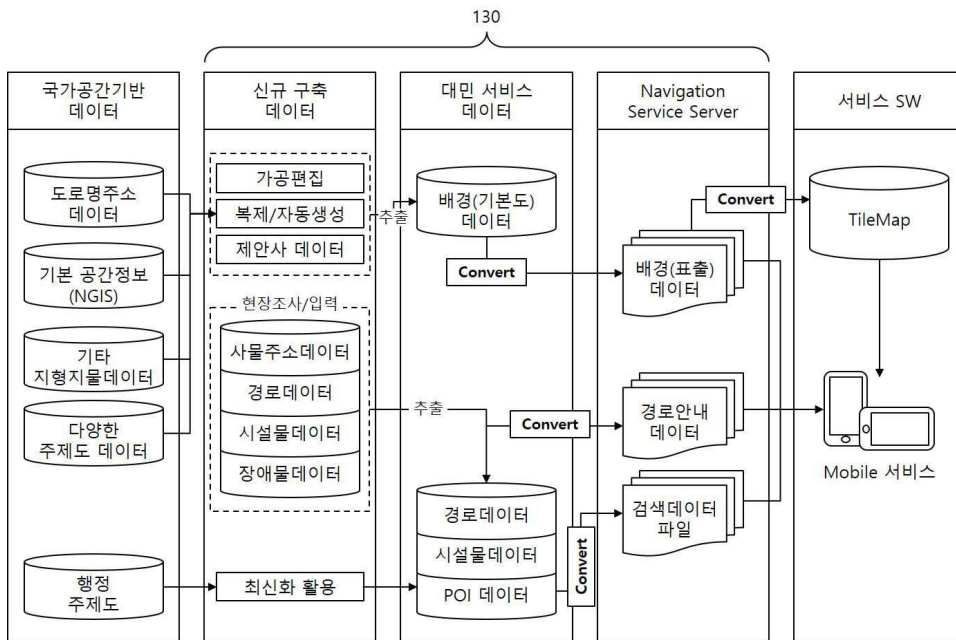 130
국가공간기반
데이터
신규 구축
데이터
대민 서비스
데이터
Navigation
Service Server
서비스 SW
도로명주소
데이터
기본 공간정보
(NGIS)
기타
지형지물데이터
다양한
주제도 데이터
행정
주제도
가공편집
복제/자동생성
제안사 데이터
추출
현장조사/입력
사물주소데이터
경로데이터
시설물데이터
장애물데이터
추출
최신화 활용
배경(기본도)
데이터
Convert
Convert
경로데이터
시설물데이터
POI 데이터
Convert
Convert
배경(표출)
데이터
경로안내
데이터
검색데이터
파일
TileMap
Mobile 서비스